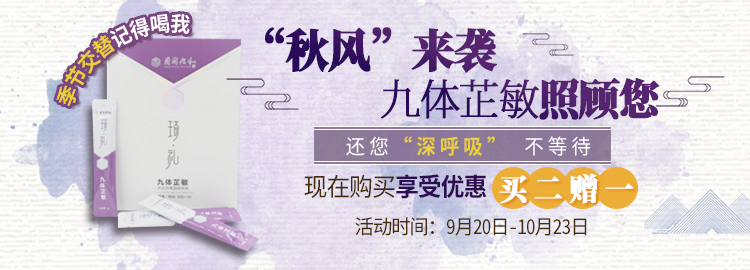 季节交替记得喝我
“秋风”来袭
九体芷敏照顾您
还您“深呼吸” 不等待
现在购买享受优惠 买二赠一
活动时间：9月20日-10月23日
九体芷敏